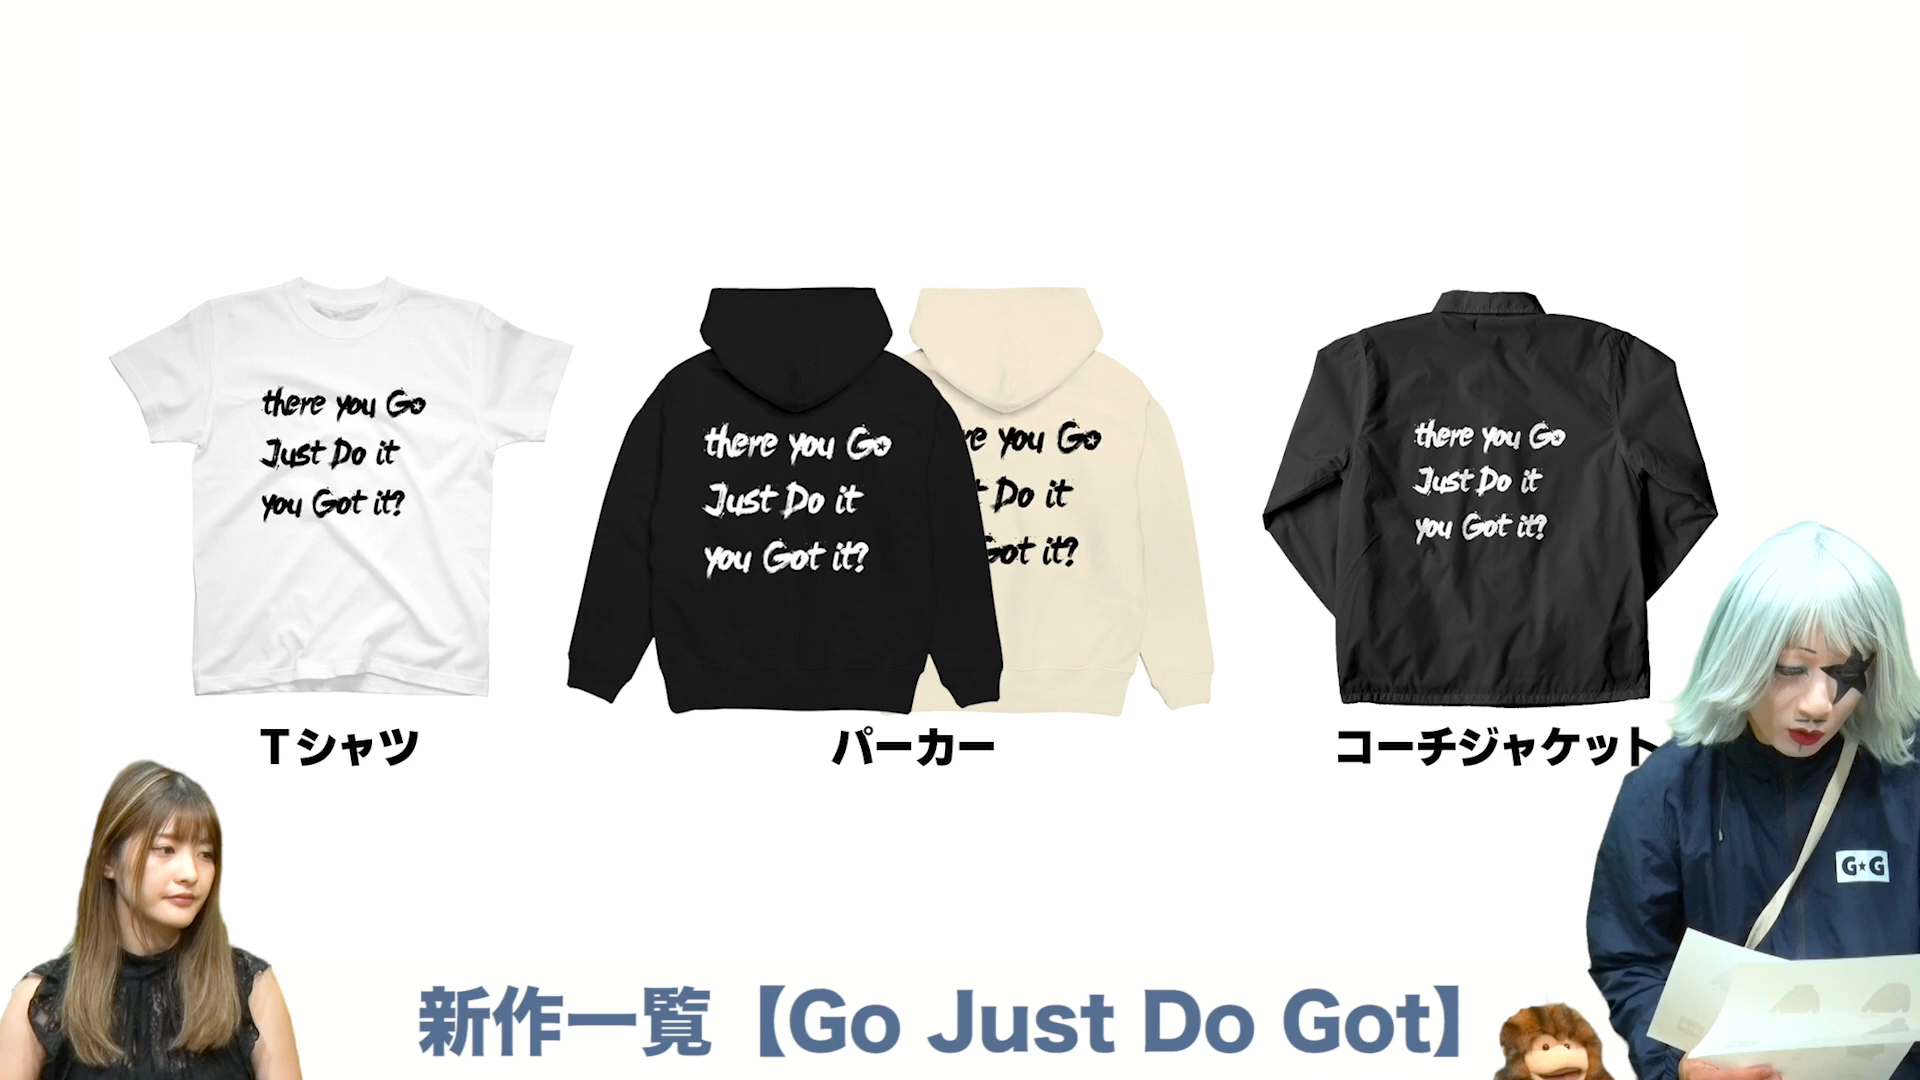 there you Go
Just Do it
you Got it?
there you Go
Just Do it
you Got it?
you Go
Do it
Got it?
there you Go
Just Do it
you Got it?
Tシャツ
パーカー
コーチジャケット
G★G
新作一覧【Go Just Do Got】